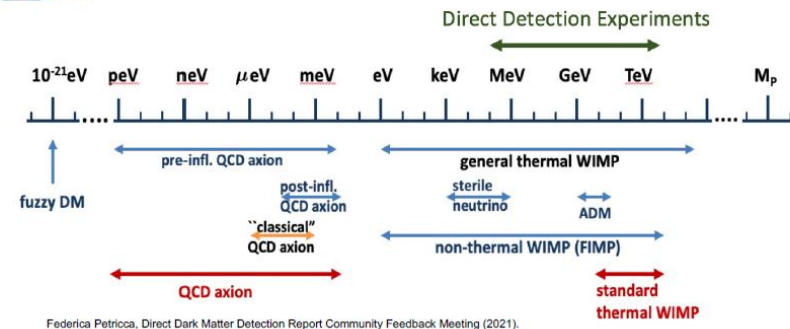 Direct Detection Experiments
10-21eV peV neV μeV meV eV keV MeV GeV TeV MP
.... ....
pre-infl. QCD axion general thermal WIMP
fuzzy DM
post-infl.
QCD axion
sterile
neutrino
ADM
``classical”
QCD axion
non-thermal WIMP (FIMP)
QCD axion
standard
thermal WIMP
Federica Petricca, Direct Dark Matter Detection Report Community Feedback Meeting (2021).